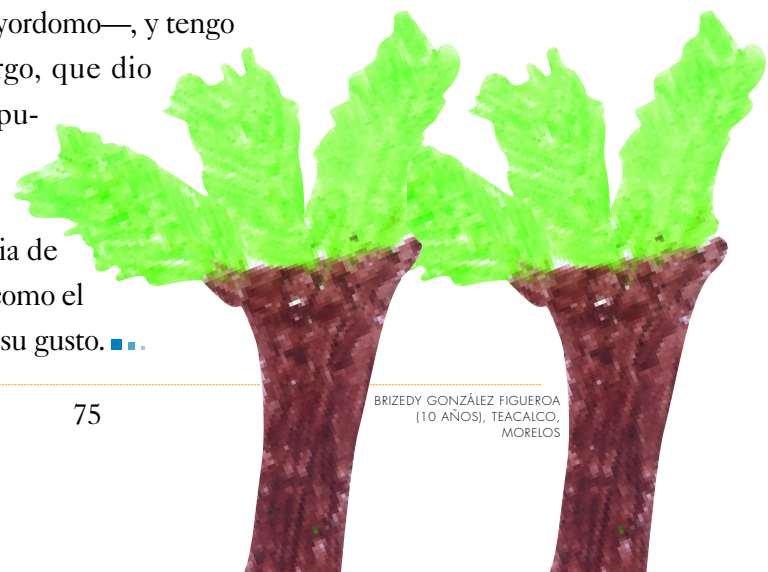 yordomo—, y tengo
rgo, que dio
pu-
ia de
como el
su gusto.
75
BRIZEDY GONZÁLEZ FIGUEROA
(10 AÑOS), TEACALCO,
MORELOS